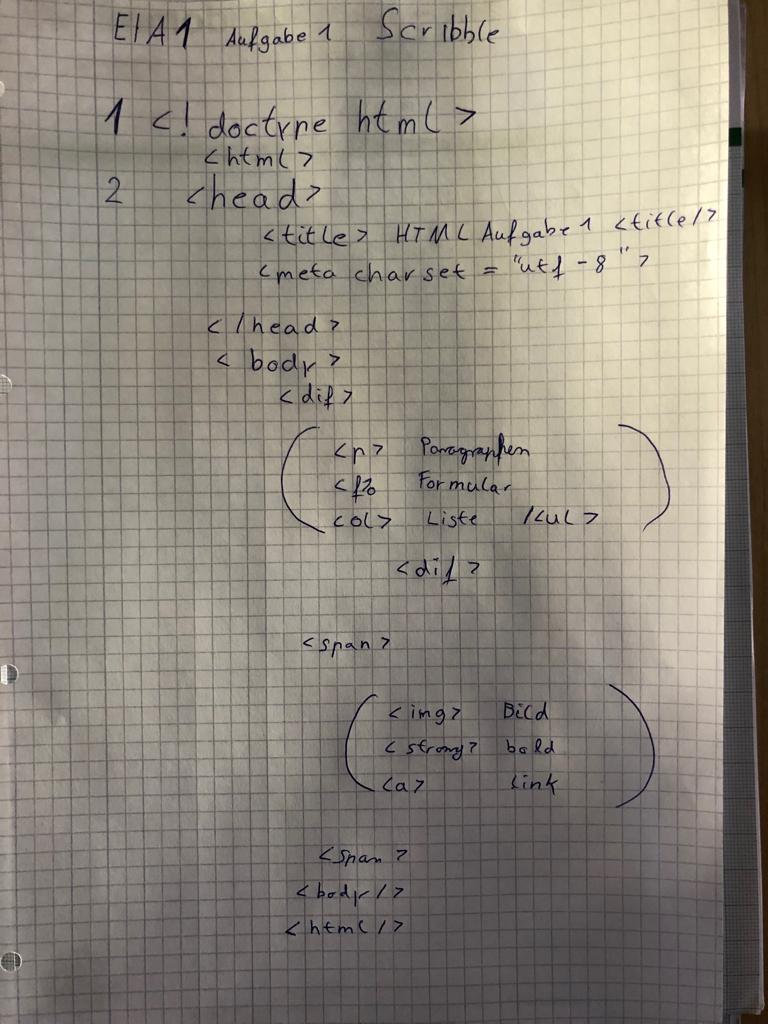 EIA1 Aufgabe 1 Scribble
1 <! doctype html>
<html>
2 <head>
<title> HTML Aufgabe 1 <title/>
<meta charset = "utf-8">
</head>
<body>
<dif>
<p> Paragraphen
Formular
<ol> Liste /<ul>
<dif>
<span>
<img> Bild
<strong> bold
<a> Link
<span>
<body/>
<html/>